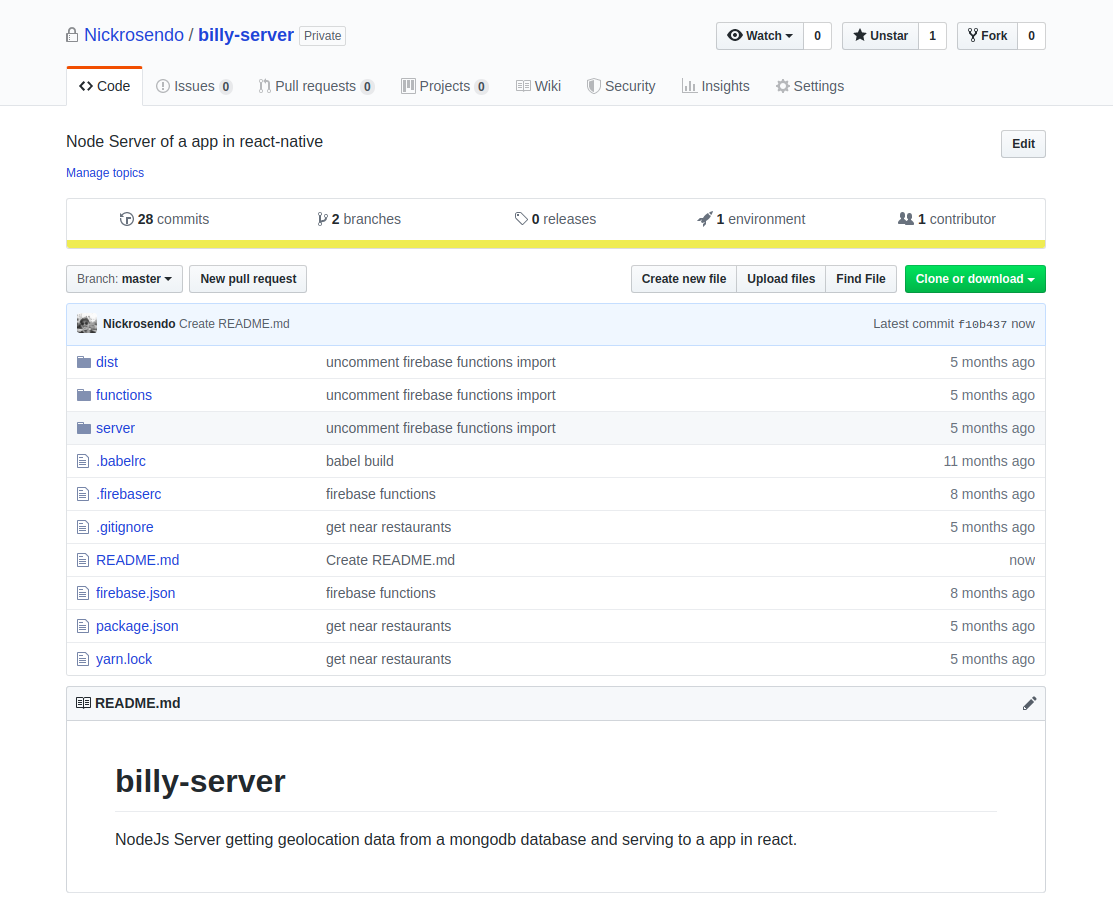 Nickrosendo / billy-server Private Watch 0 Unstar 1 Fork 0
Code Issues 0 Pull requests 0 Projects 0 Wiki Security Insights Settings
Node Server of a app in react-native Edit
Manage topics
28 commits 2 branches 0 releases 1 environment 1 contributor
Branch: master New pull request Create new file Upload files Find File Clone or download
Nickrosendo Create README.md Latest commit f10b437 now
dist uncomment firebase functions import 5 months ago
functions uncomment firebase functions import 5 months ago
server uncomment firebase functions import 5 months ago
.babelrc babel build 11 months ago
.firebaserc firebase functions 8 months ago
.gitignore get near restaurants 5 months ago
README.md Create README.md now
firebase.json firebase functions 8 months ago
package.json get near restaurants 5 months ago
yarn.lock get near restaurants 5 months ago
README.md
billy-server
NodeJs Server getting geolocation data from a mongodb database and serving to a app in react.